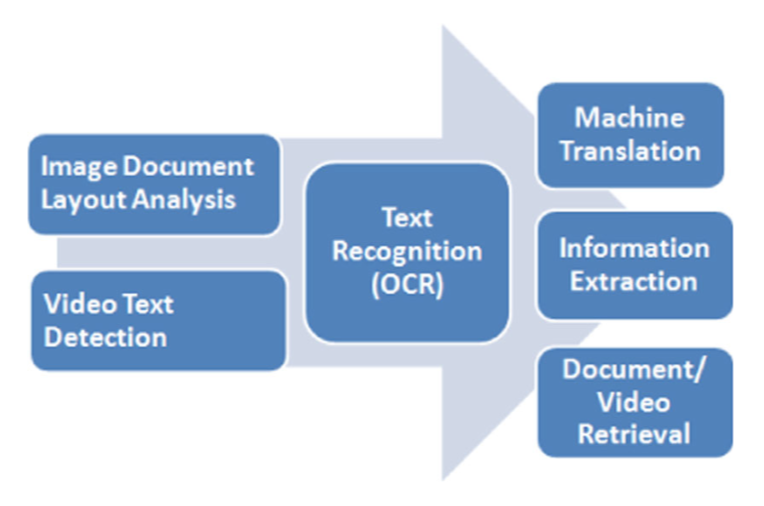 Image Document
Layout Analysis
Video Text
Detection
Text
Recognition
(OCR)
Machine
Translation
Information
Extraction
Document/
Video
Retrieval